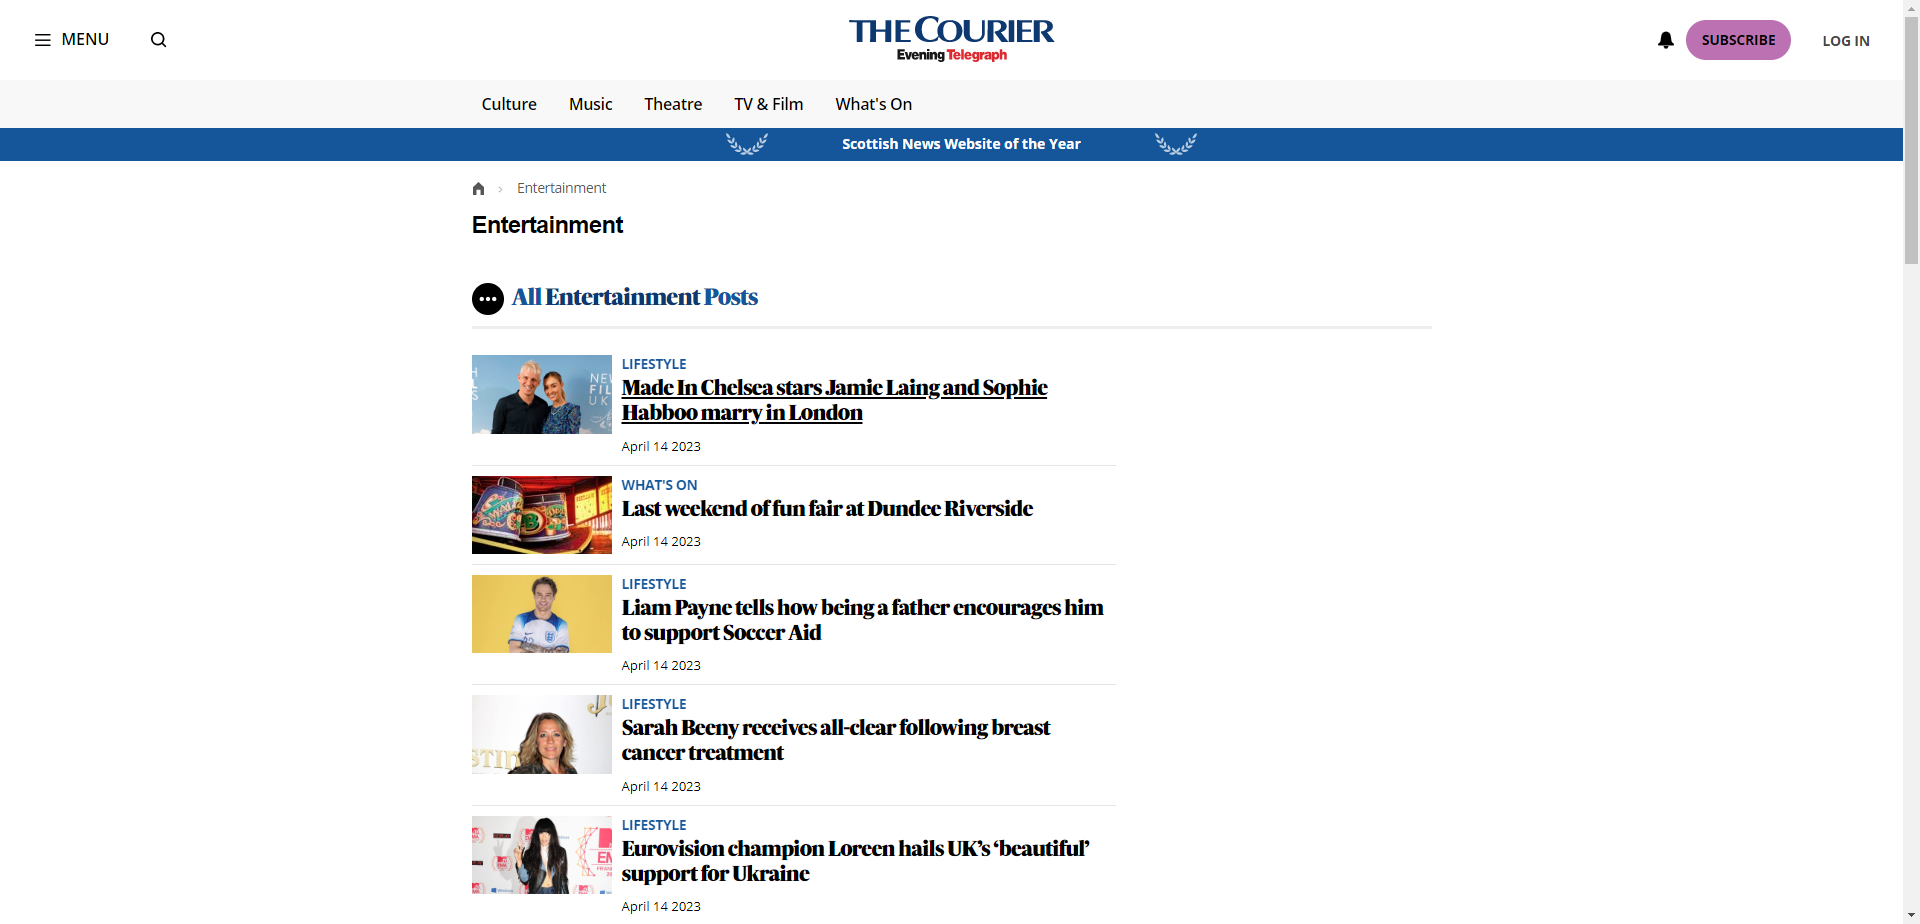 MENU
THE COURIER
Evening Telegraph
SUBSCRIBE
LOG IN
Culture
Music
Theatre
TV & Film
What's On
Scottish News Website of the Year
Entertainment
Entertainment
All Entertainment Posts
LIFESTYLE
Made In Chelsea stars Jamie Laing and Sophie
Habboo marry in London
April 14 2023
WHAT'S ON
Last weekend of fun fair at Dundee Riverside
April 14 2023
LIFESTYLE
Liam Payne tells how being a father encourages him
to support Soccer Aid
April 14 2023
LIFESTYLE
Sarah Beeny receives all-clear following breast
cancer treatment
April 14 2023
LIFESTYLE
Eurovision champion Loreen hails UK’s ‘beautiful’
support for Ukraine
April 14 2023